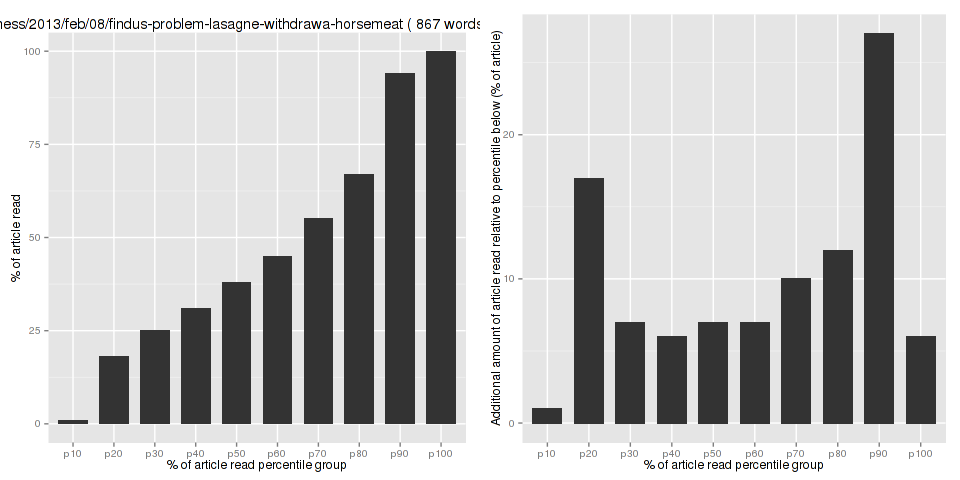 ness/2013/feb/08/findus-problem-lasagne-withdrawa-horsemeat ( 867 words
% of article read
100
75
50
25
0
p10 p20 p30 p40 p50 p60 p70 p80 p90 p100
% of article read percentile group
Additional amount of article read relative to percentile below (% of article)
20
10
0
p10 p20 p30 p40 p50 p60 p70 p80 p90 p100
% of article read percentile group